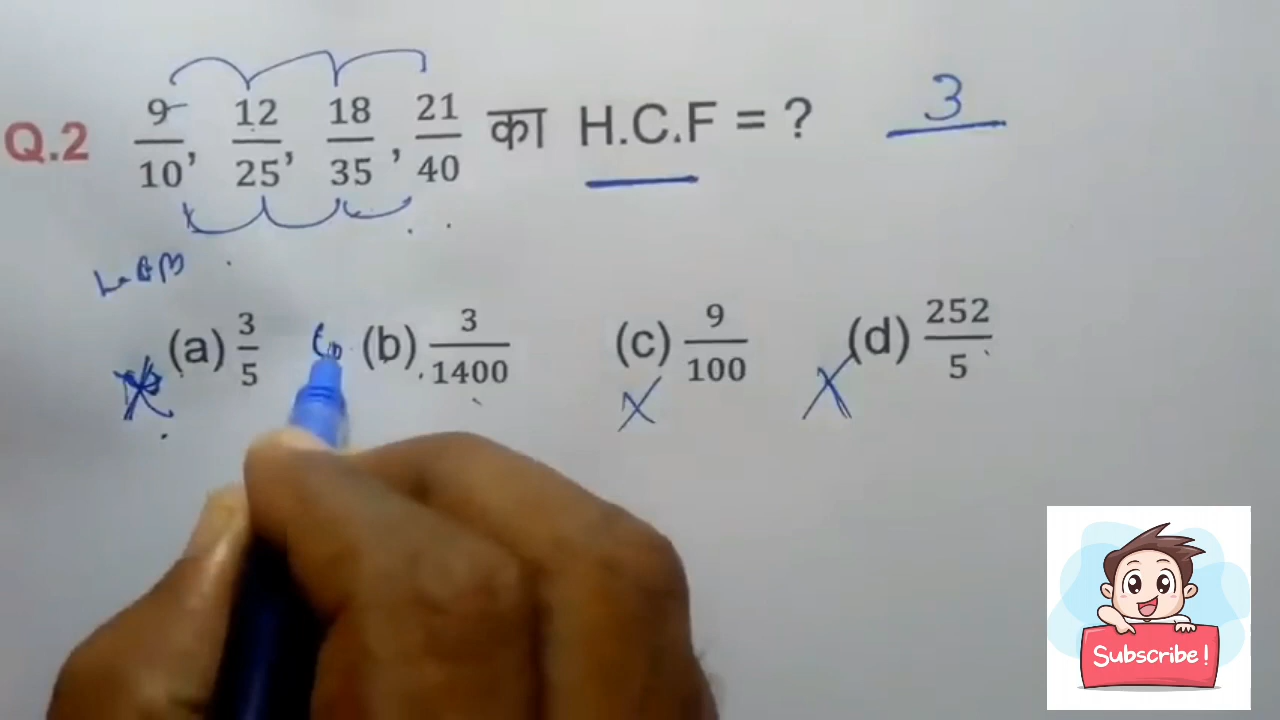 Q.2 9/10, 12/25, 18/35, 21/40 का H.C.F = ? 3
LCM
(a) 3/5 (b) 3/1400 (c) 9/100 (d) 252/5
Subscribe!